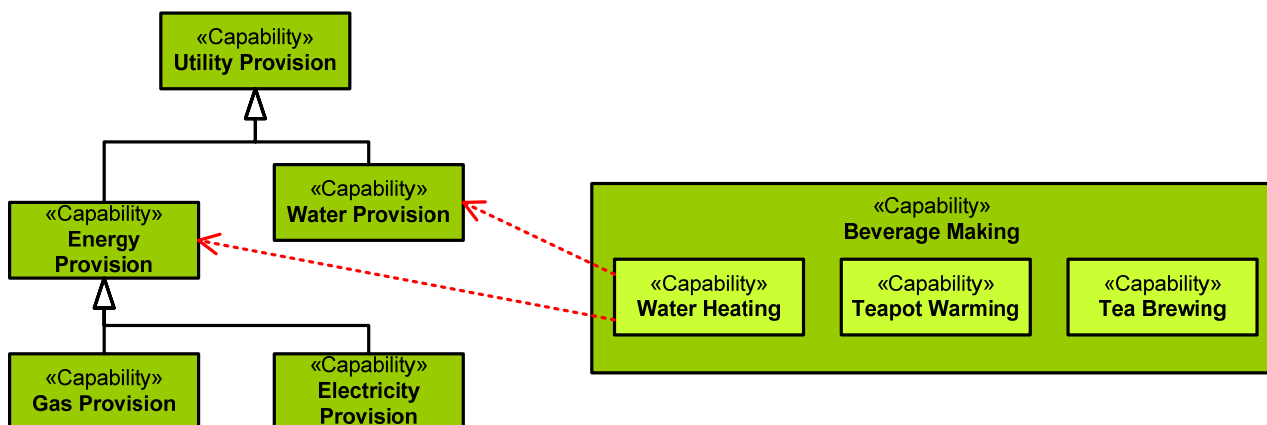 «Capability»
Utility Provision
«Capability»
Water Provision
«Capability»
Energy
Provision
«Capability»
Beverage Making
«Capability»
Water Heating
«Capability»
Teapot Warming
«Capability»
Tea Brewing
«Capability»
Gas Provision
«Capability»
Electricity
Provision